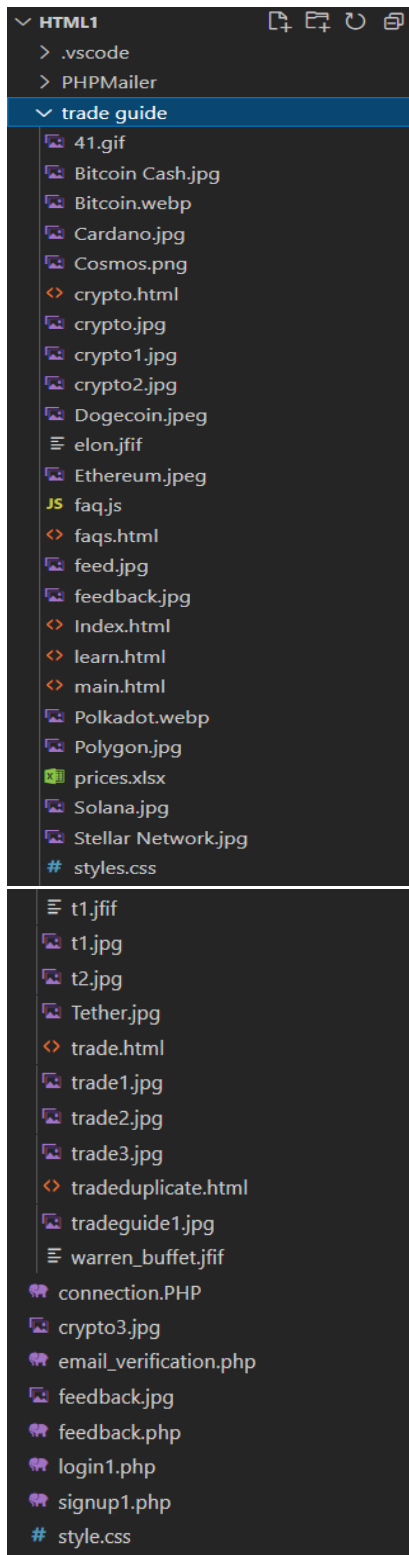 HTML1
.vscode
PHPMailer
trade guide
41.gif
Bitcoin Cash.jpg
Bitcoin.webp
Cardano.jpg
Cosmos.png
crypto.html
crypto.jpg
crypto1.jpg
crypto2.jpg
Dogecoin.jpeg
elon.jfif
Ethereum.jpeg
JS faq.js
faqs.html
feed.jpg
feedback.jpg
Index.html
learn.html
main.html
Polkadot.webp
Polygon.jpg
prices.xlsx
Solana.jpg
Stellar Network.jpg
# styles.css
t1.jfif
t1.jpg
t2.jpg
Tether.jpg
trade.html
trade1.jpg
trade2.jpg
trade3.jpg
tradeduplicate.html
tradeguide1.jpg
warren_buffet.jfif
connection.PHP
crypto3.jpg
email_verification.php
feedback.jpg
feedback.php
login1.php
signup1.php
# style.css